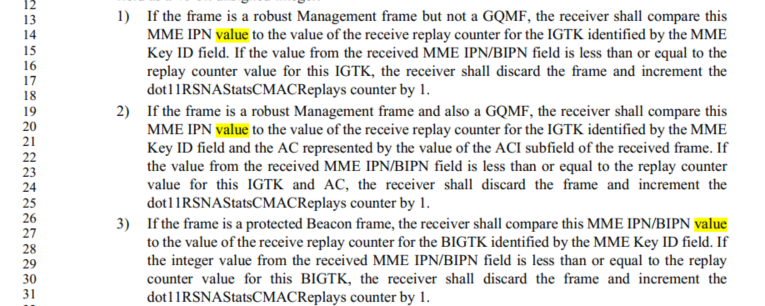 12
13 1) If the frame is a robust Management frame but not a GQMF, the receiver shall compare this
14 MME IPN value to the value of the receive replay counter for the IGTK identified by the MME
15 Key ID field. If the value from the received MME IPN/BIPN field is less than or equal to the
16 replay counter value for this IGTK, the receiver shall discard the frame and increment the
17
18 dot11RSNAStatsCMACReplays counter by 1.
19 2) If the frame is a robust Management frame and also a GQMF, the receiver shall compare this
20 MME IPN value to the value of the receive replay counter for the IGTK identified by the MME
21 Key ID field and the AC represented by the value of the ACI subfield of the received frame. If
22
23 the value from the received MME IPN/BIPN field is less than or equal to the replay counter
24 value for this IGTK and AC, the receiver shall discard the frame and increment the
25 dot11RSNAStatsCMACReplays counter by 1.
26 3) If the frame is a protected Beacon frame, the receiver shall compare this MME IPN/BIPN value
27
28 to the value of the receive replay counter for the BIGTK identified by the MME Key ID field. If
29 the integer value from the received MME IPN/BIPN field is less than or equal to the replay
30 counter value for this BIGTK, the receiver shall discard the frame and increment the
31 dot11RSNAStatsCMACReplays counter by 1.